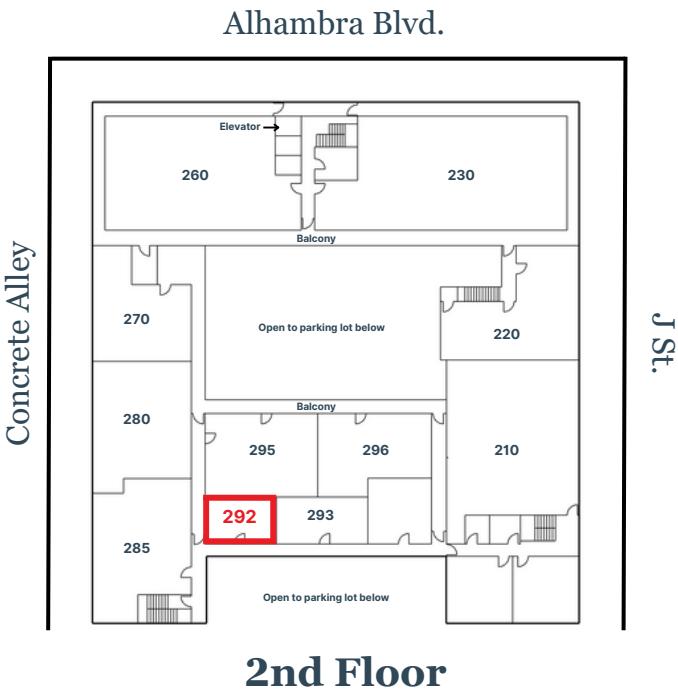 Alhambra Blvd.
Elevator
260
230
Balcony
Concrete Alley
J St.
270
Open to parking lot below
220
Balcony
280
295
296
210
292
293
285
Open to parking lot below
2nd Floor